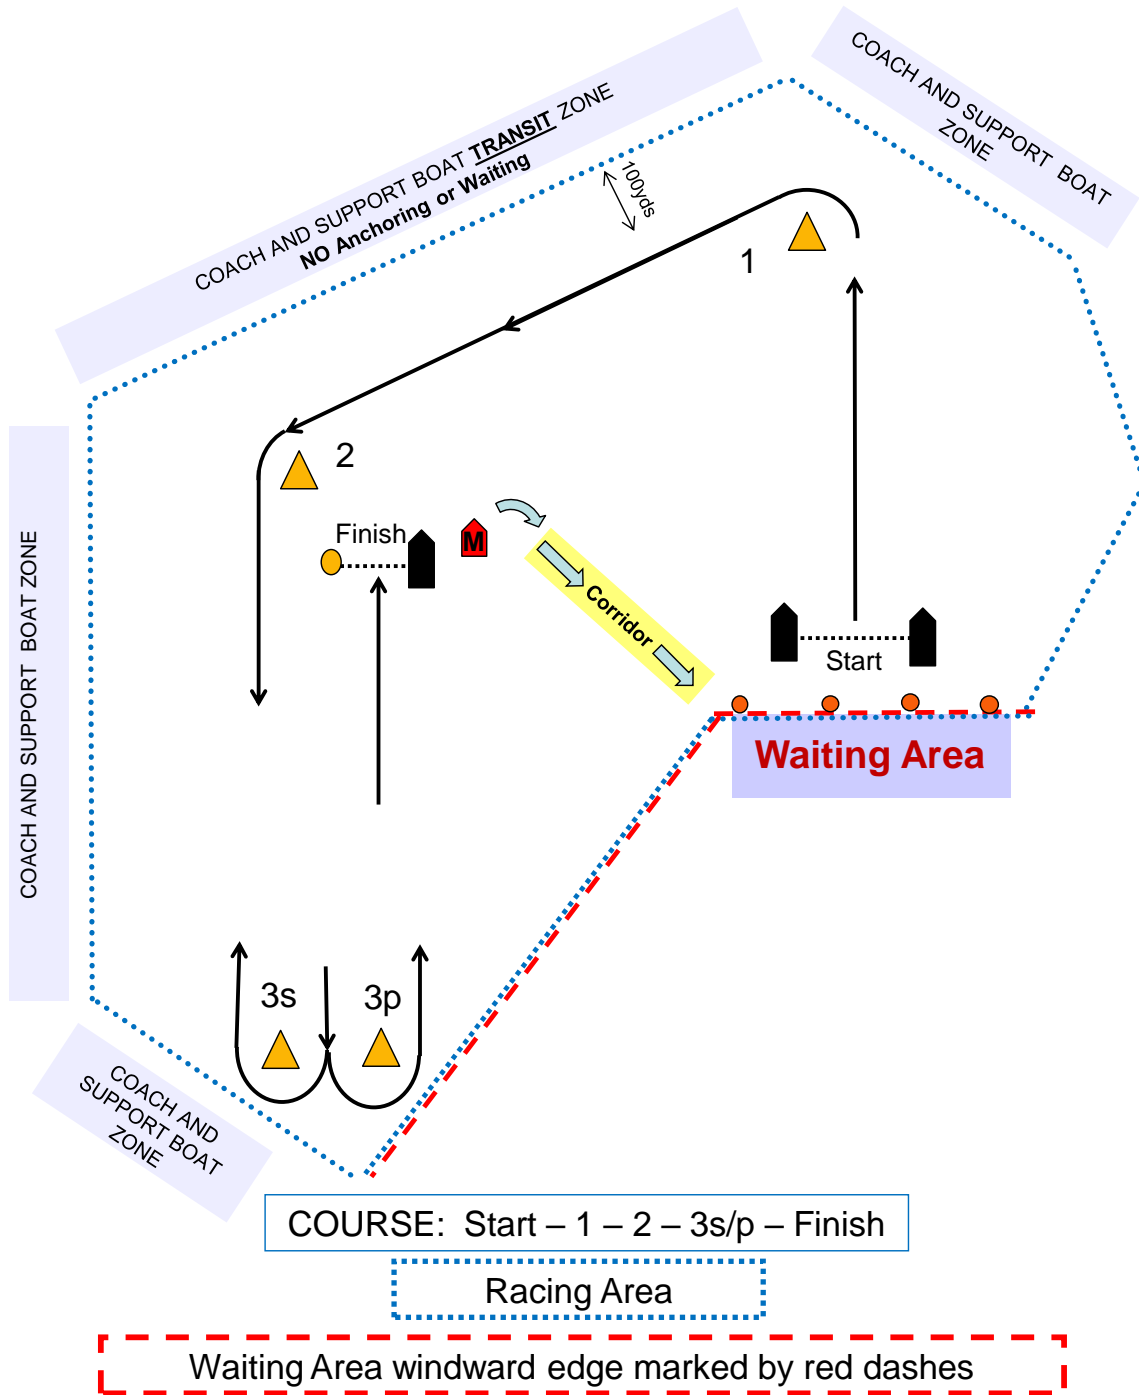 COACH AND SUPPORT BOAT
ZONE
COACH AND SUPPORT BOAT TRANSIT ZONE
NO Anchoring or Waiting
100yds
1
2
Finish
M
Corridor
Start
Waiting Area
COACH AND SUPPORT BOAT ZONE
3s
3p
COACH AND
SUPPORT BOAT
ZONE
COURSE: Start – 1 – 2 – 3s/p – Finish
Racing Area
Waiting Area windward edge marked by red dashes